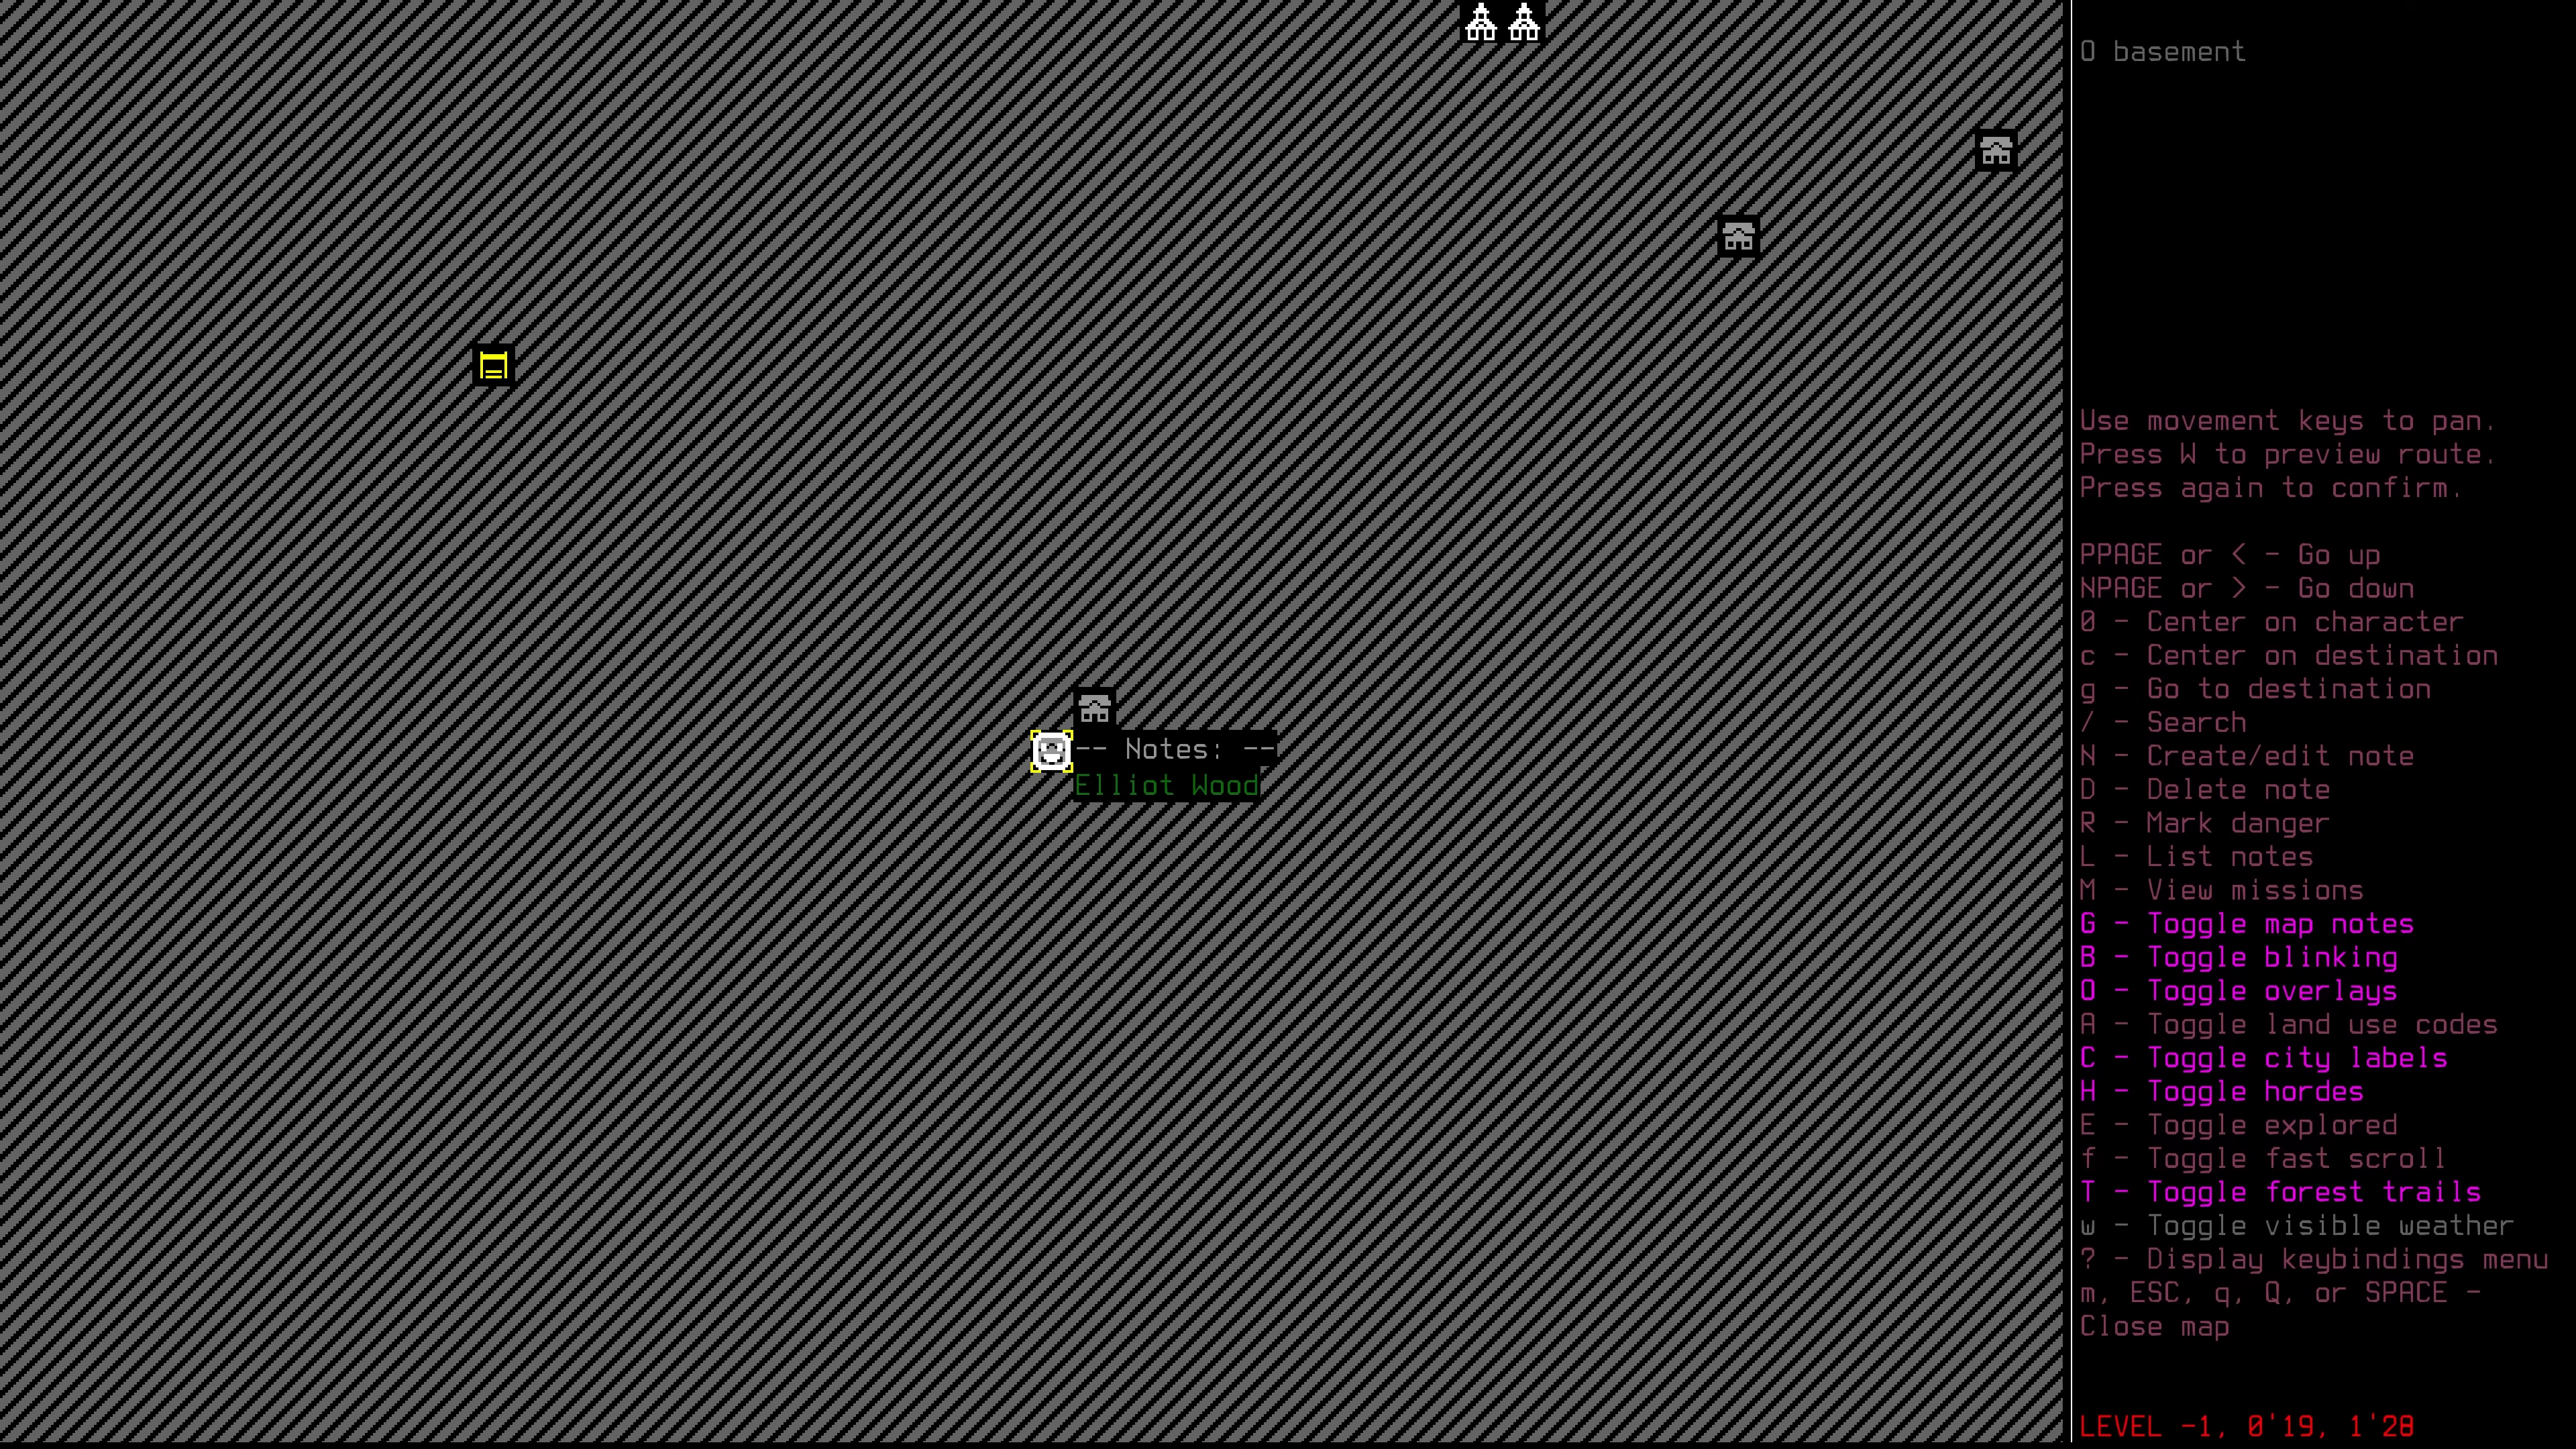 O basement
Use movement keys to pan.
Press W to preview route.
Press again to confirm.
PPAGE or < - Go up
NPAGE or > - Go down
0 - Center on character
c - Center on destination
g - Go to destination
/ - Search
-- Notes: --
Elliot Wood
N - Create/edit note
D - Delete note
R - Mark danger
L - List notes
M - View missions
G - Toggle map notes
B - Toggle blinking
O - Toggle overlays
A - Toggle land use codes
C - Toggle city labels
H - Toggle hordes
E - Toggle explored
f - Toggle fast scroll
T - Toggle forest trails
w - Toggle visible weather
? - Display keybindings menu
m, ESC, q, Q, or SPACE -
Close map
LEVEL -1, 0'19, 1'28